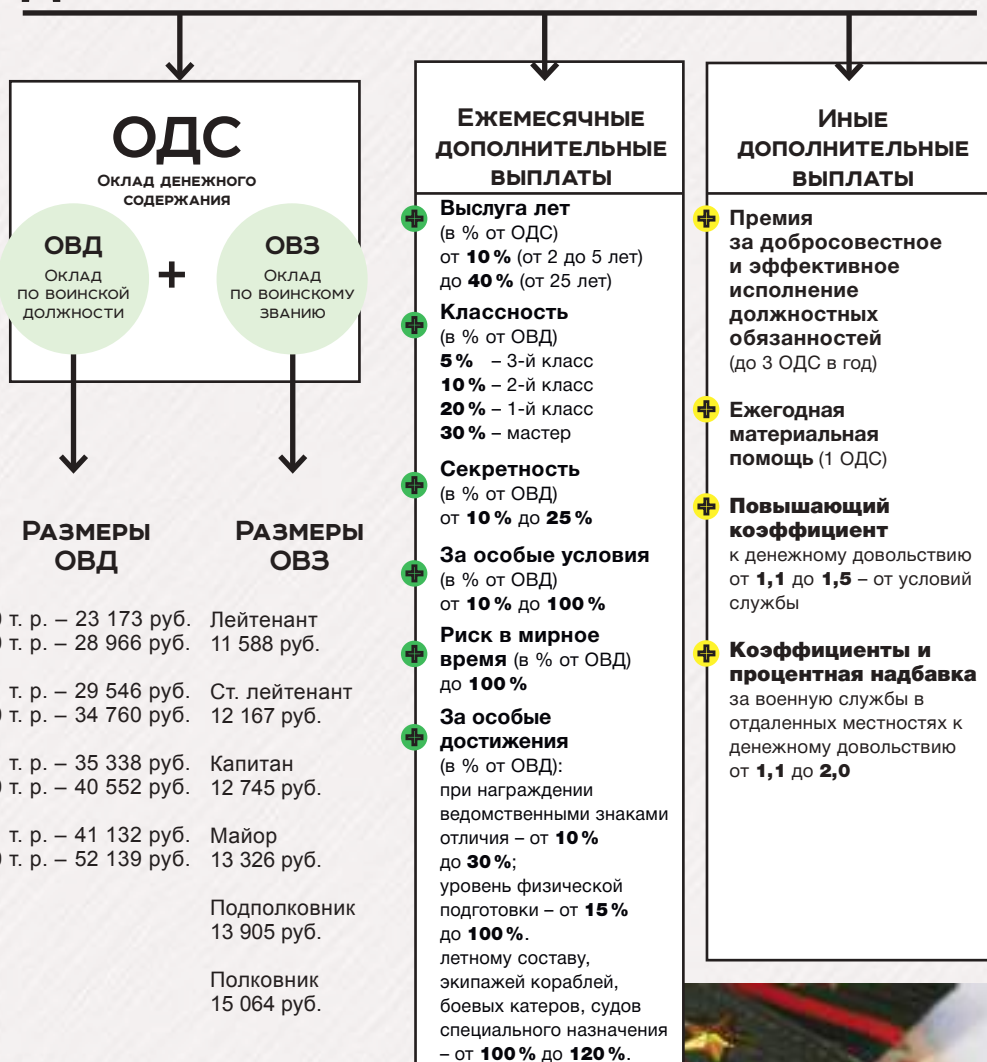 ОДС
Оклад денежного
содержания
ОВД
Оклад
по воинской
должности
+
ОВЗ
Оклад
по воинскому
званию
Размеры
ОВД
т. р. – 23 173 руб.
т. р. – 28 966 руб.
т. р. – 29 546 руб.
т. р. – 34 760 руб.
т. р. – 35 338 руб.
т. р. – 40 552 руб.
т. р. – 41 132 руб.
т. р. – 52 139 руб.
Размеры
ОВЗ
Лейтенант
11 588 руб.
Ст. лейтенант
12 167 руб.
Капитан
12 745 руб.
Майор
13 326 руб.
Подполковник
13 905 руб.
Полковник
15 064 руб.
Ежемесячные
дополнительные
выплаты
Выслуга лет
(в % от ОДС)
от 10 % (от 2 до 5 лет)
до 40 % (от 25 лет)
Классность
(в % от ОВД)
5 % – 3-й класс
10 % – 2-й класс
20 % – 1-й класс
30 % – мастер
Секретность
(в % от ОВД)
от 10 % до 25 %
За особые условия
(в % от ОВД)
от 10 % до 100 %
Риск в мирное
время (в % от ОВД)
до 100 %
За особые
достижения
(в % от ОВД):
при награждении
ведомственными знаками
отличия – от 10 %
до 30 %;
уровень физической
подготовки – от 15 %
до 100 %.
летному составу,
экипажей кораблей,
боевых катеров, судов
специального назначения
– от 100 % до 120 %.
Иные
дополнительные
выплаты
Премия
за добросовестное
и эффективное
исполнение
должностных
обязанностей
(до 3 ОДС в год)
Ежегодная
материальная
помощь (1 ОДС)
Повышающий
коэффициент
к денежному довольствию
от 1,1 до 1,5 – от условий
службы
Коэффициенты и
процентная надбавка
за военную службы в
отдаленных местностях к
денежному довольствию
от 1,1 до 2,0